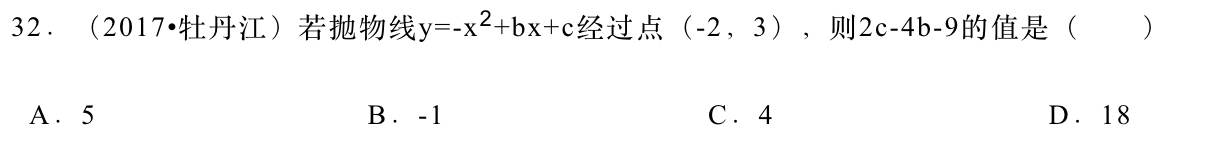 32．（2017•牡丹江）若抛物线y=-x²+bx+c经过点（-2，3），则2c-4b-9的值是（　　）
A．5 B．-1 C．4 D．18